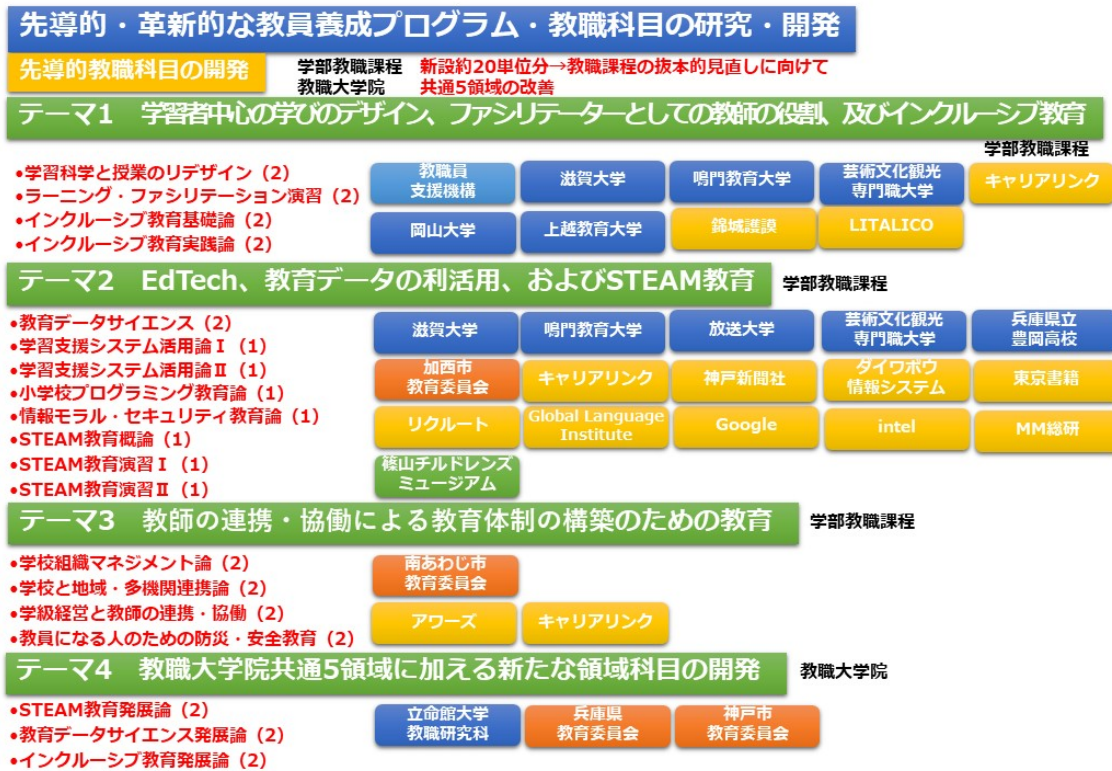 先導的・革新的な教員養成プログラム・教職科目の研究・開発
先導的教職科目の開発
学部教職課程 新設約20単位分→教職課程の抜本的見直しに向けて
教職大学院 共通5領域の改善
テーマ1 学習者中心の学びのデザイン、ファシリテーターとしての教師の役割、及びインクルーシブ教育
学部教職課程
•学習科学と授業のリデザイン（2）
•ラーニング・ファシリテーション演習（2）
•インクルーシブ教育基礎論（2）
•インクルーシブ教育実践論（2）
教職員
支援機構
滋賀大学
鳴門教育大学
芸術文化観光
専門職大学
キャリアリンク
岡山大学
上越教育大学
錦城護謨
LITALICO
テーマ2 EdTech、教育データの利活用、およびSTEAM教育
学部教職課程
•教育データサイエンス（2）
•学習支援システム活用論Ⅰ（1）
•学習支援システム活用論Ⅱ（1）
•小学校プログラミング教育論（1）
•情報モラル・セキュリティ教育論（1）
•STEAM教育概論（1）
•STEAM教育演習Ⅰ（1）
•STEAM教育演習Ⅱ（1）
滋賀大学
鳴門教育大学
放送大学
芸術文化観光
専門職大学
兵庫県立
豊岡高校
加西市
教育委員会
キャリアリンク
神戸新聞社
ダイワボウ
情報システム
東京書籍
リクルート
Global Language
Institute
Google
intel
MM総研
篠山チルドレンズ
ミュージアム
テーマ3 教師の連携・協働による教育体制の構築のための教育
学部教職課程
•学校組織マネジメント論（2）
•学校と地域・多機関連携論（2）
•学級経営と教師の連携・協働（2）
•教員になる人のための防災・安全教育（2）
南あわじ市
教育委員会
アワーズ
キャリアリンク
テーマ4 教職大学院共通5領域に加える新たな領域科目の開発
教職大学院
•STEAM教育発展論（2）
•教育データサイエンス発展論（2）
•インクルーシブ教育発展論（2）
立命館大学
教職研究科
兵庫県
教育委員会
神戸市
教育委員会